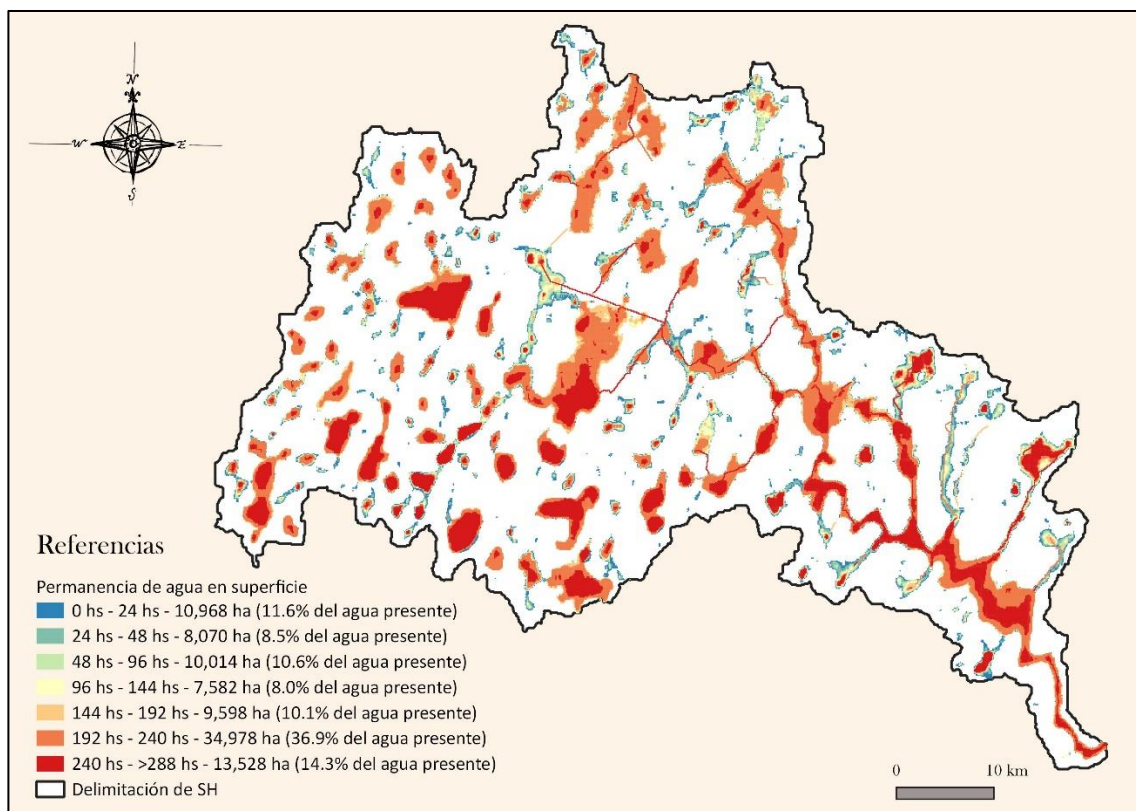 N
W
E
S
Referencias
Permanencia de agua en superficie
0 hs - 24 hs - 10,968 ha (11.6% del agua presente)
24 hs - 48 hs - 8,070 ha (8.5% del agua presente)
48 hs - 96 hs - 10,014 ha (10.6% del agua presente)
96 hs - 144 hs - 7,582 ha (8.0% del agua presente)
144 hs - 192 hs - 9,598 ha (10.1% del agua presente)
192 hs - 240 hs - 34,978 ha (36.9% del agua presente)
240 hs - >288 hs - 13,528 ha (14.3% del agua presente)
Delimitación de SH
0 10 km